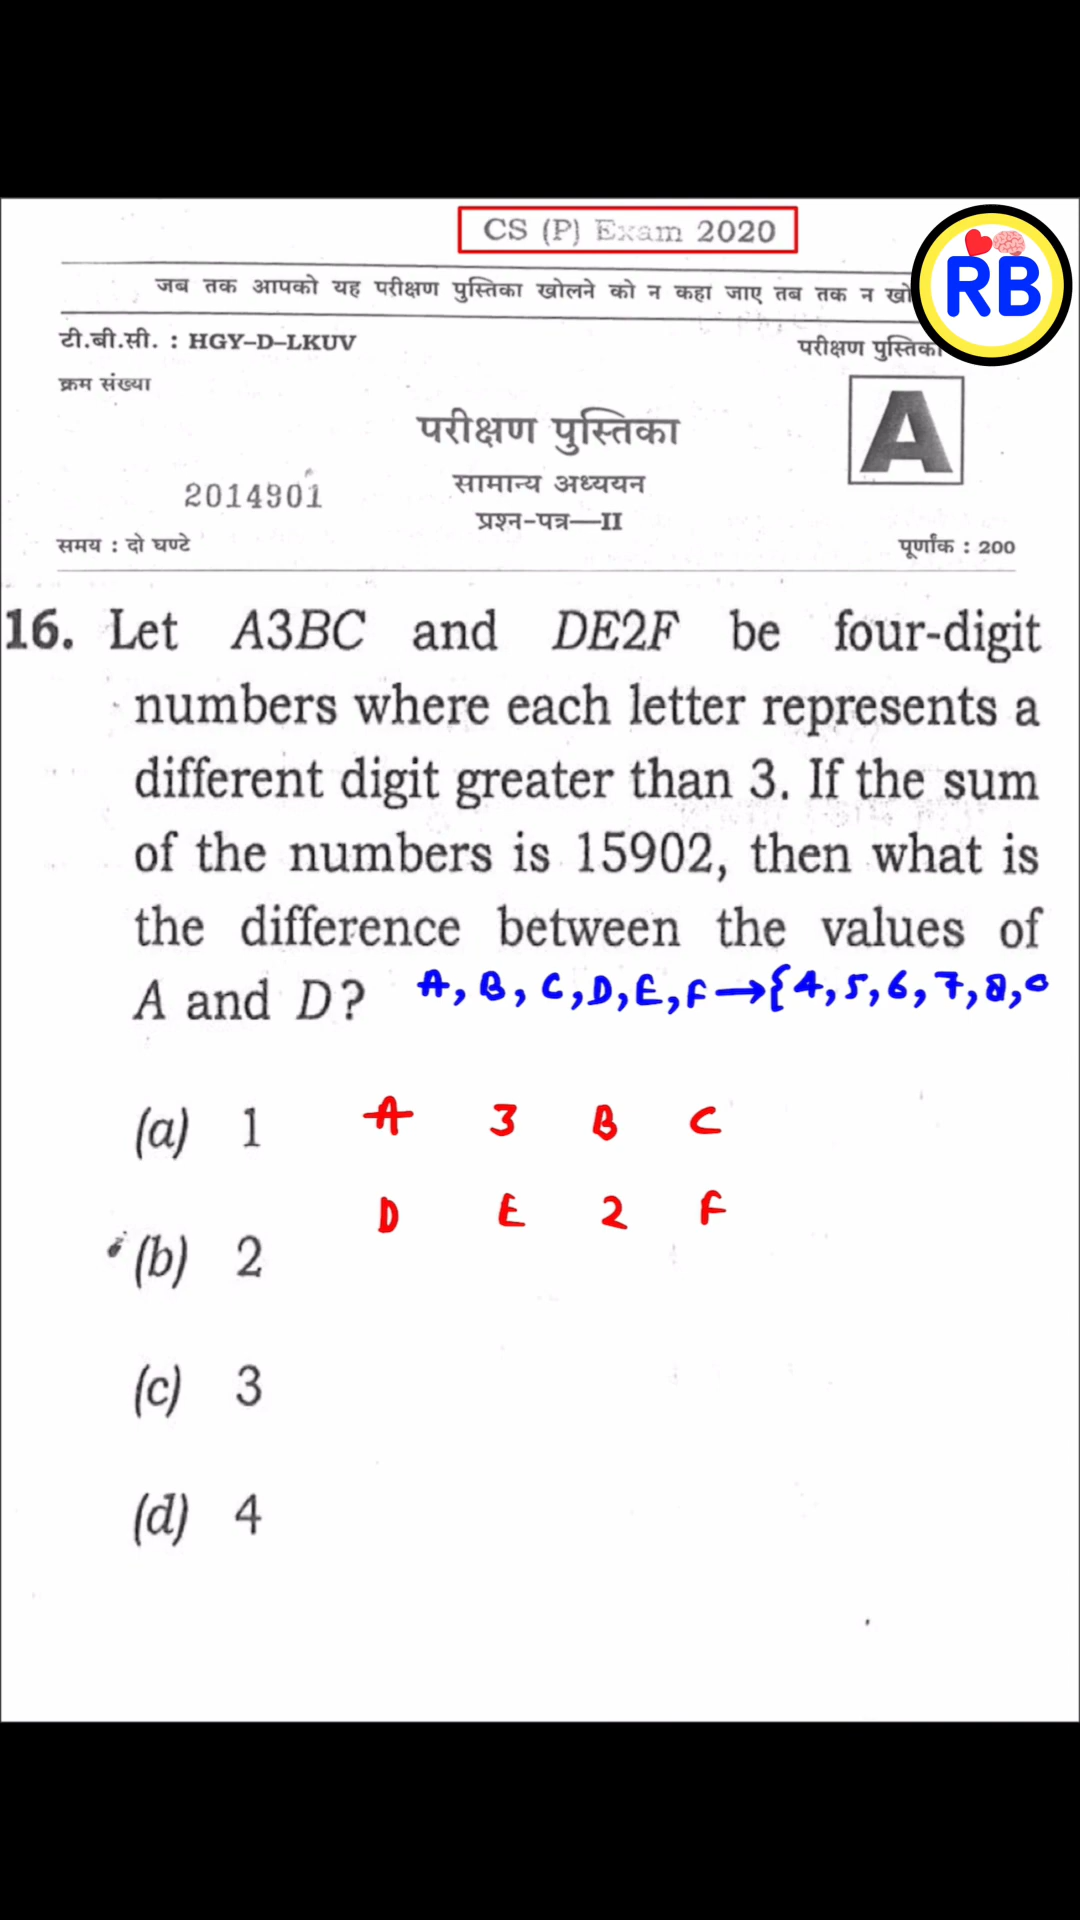 CS (P) Exam 2020
RB
जब तक आपको यह परीक्षण पुस्तिका खोलने को न कहा जाए तब तक न खो
टी.बी.सी. : HGY-D-LKUV
परीक्षण पुस्तिका
क्रम संख्या
A
परीक्षण पुस्तिका
2014901
सामान्य अध्ययन
प्रश्न-पत्र—II
समय : दो घण्टे
पूर्णांक : 200
16. Let A3BC and DE2F be four-digit
numbers where each letter represents a
different digit greater than 3. If the sum
of the numbers is 15902, then what is
the difference between the values of
A and D? A, B, C, D, E, F → {4, 5, 6, 7, 8,
(a) 1 A 3 B C
D E 2 F
(b) 2
(c) 3
(d) 4